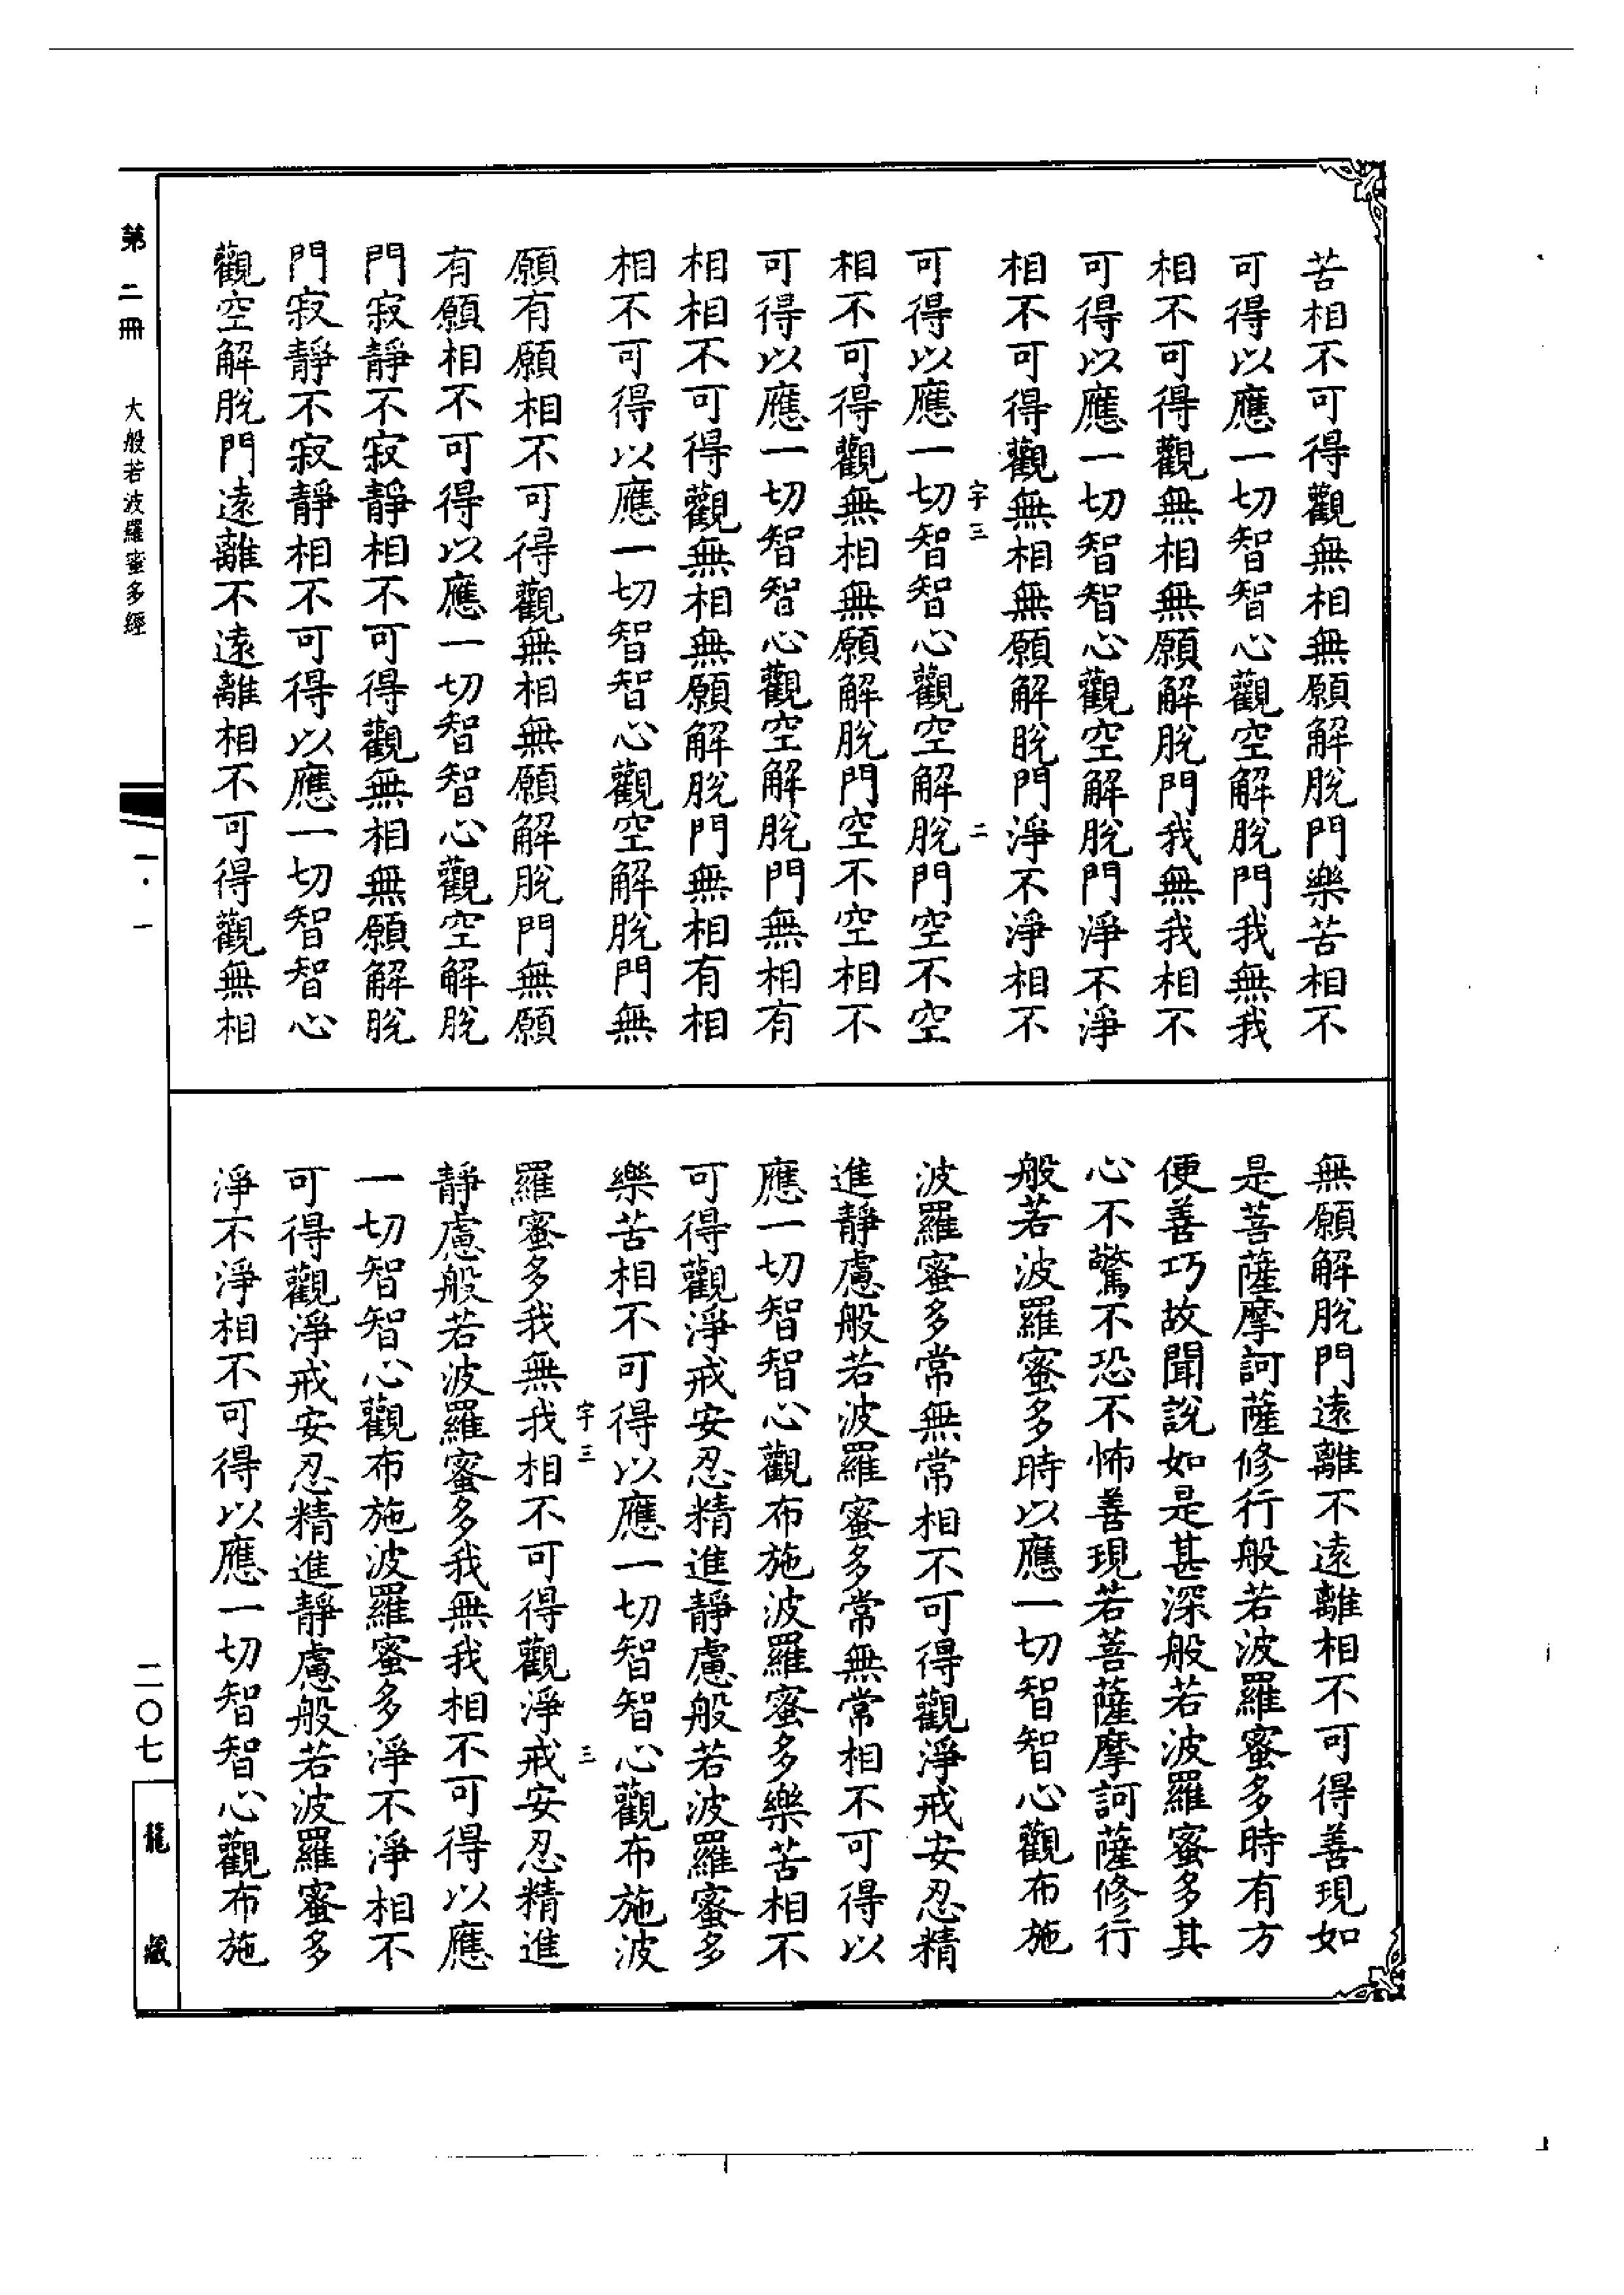 苦相不可得觀無相無願解脫門樂苦相不
可得以應一切智智心觀空解脫門我無我
相不可得觀無相無願解脫門我無我相不
可得以應一切智智心觀空解脫門淨不淨
相不可得觀無相無願解脫門淨不淨相不
宇三 二
可得以應一切智智心觀空解脫門空不空
相不可得觀無相無願解脫門空不空相不
可得以應一切智智心觀空解脫門無相有
相相不可得觀無相無願解脫門無相有相
相不可得以應一切智智心觀空解脫門無
願有願相不可得觀無相無願解脫門無願
有願相不可得以應一切智智心觀空解脫
門寂靜不寂靜相不可得觀無相無願解脫
門寂靜不寂靜相不可得以應一切智智心
觀空解脫門遠離不遠離相不可得觀無相
無願解脫門遠離不遠離相不可得善現如
是菩薩摩訶薩修行般若波羅蜜多時有方
便善巧故聞說如是甚深般若波羅蜜多其
心不驚不恐不怖善現若菩薩摩訶薩修行
般若波羅蜜多時以應一切智智心觀布施
波羅蜜多常無常相不可得觀淨戒安忍精
進靜慮般若波羅蜜多常無常相不可得以
應一切智智心觀布施波羅蜜多樂苦相不
可得觀淨戒安忍精進靜慮般若波羅蜜多
樂苦相不可得以應一切智智心觀布施波
宇三 三
羅蜜多我無我相不可得觀淨戒安忍精進
靜慮般若波羅蜜多我無我相不可得以應
一切智智心觀布施波羅蜜多淨不淨相不
可得觀淨戒安忍精進靜慮般若波羅蜜多
淨不淨相不可得以應一切智智心觀布施
第二冊 大般若波羅蜜多經 一·一 二〇七 龍藏